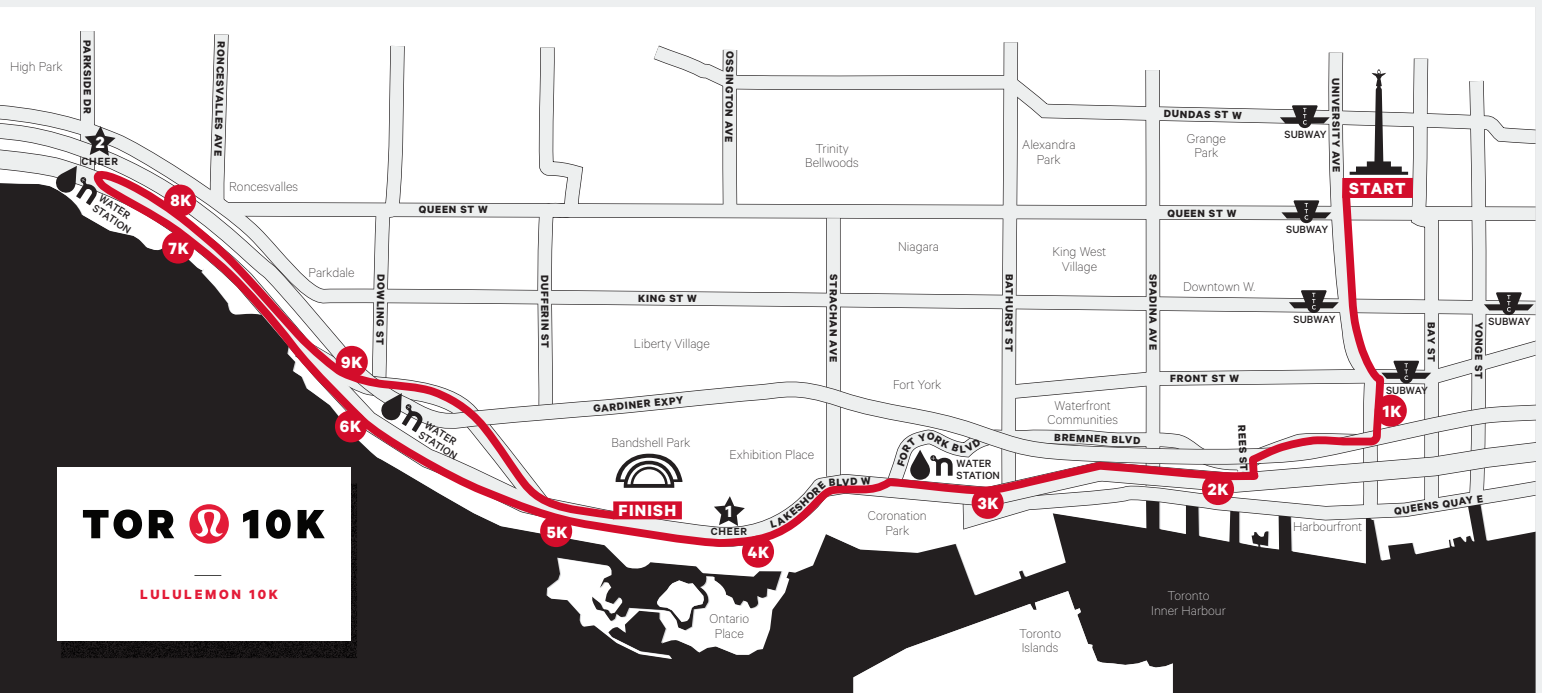 High Park
PARKSIDE DR
RONCESVALLES AVE
OSSINGTON AVE
UNIVERSITY AVE
DUNDAS ST W
TTC
SUBWAY
2
CHEER
Trinity
Bellwoods
Alexandra
Park
Grange
Park
START
n
WATER
STATION
8K
7K
Roncesvalles
QUEEN ST W
QUEEN ST W
TTC
SUBWAY
Niagara
King West
Village
Parkdale
Downtown W.
DOWLING ST
DUFFERIN ST
STRACHAN AVE
BATHURST ST
SPADINA AVE
KING ST W
TTC
SUBWAY
TTC
SUBWAY
BAY ST
YONGE ST
Liberty Village
9K
Fort York
FRONT ST W
TTC
SUBWAY
GARDINER EXPY
Waterfront
Communities
1K
6K
n
WATER
STATION
Bandshell Park
Exhibition Place
FORT YORK BLVD
BREMNER BLVD
REES ST
n
WATER
STATION
LAKESHORE BLVD W
2K
3K
FINISH
1
CHEER
5K
4K
Coronation
Park
Harbourfront
QUEENS QUAY E
TOR 10K
LULULEMON 10K
Ontario
Place
Toronto
Inner Harbour
Toronto
Islands